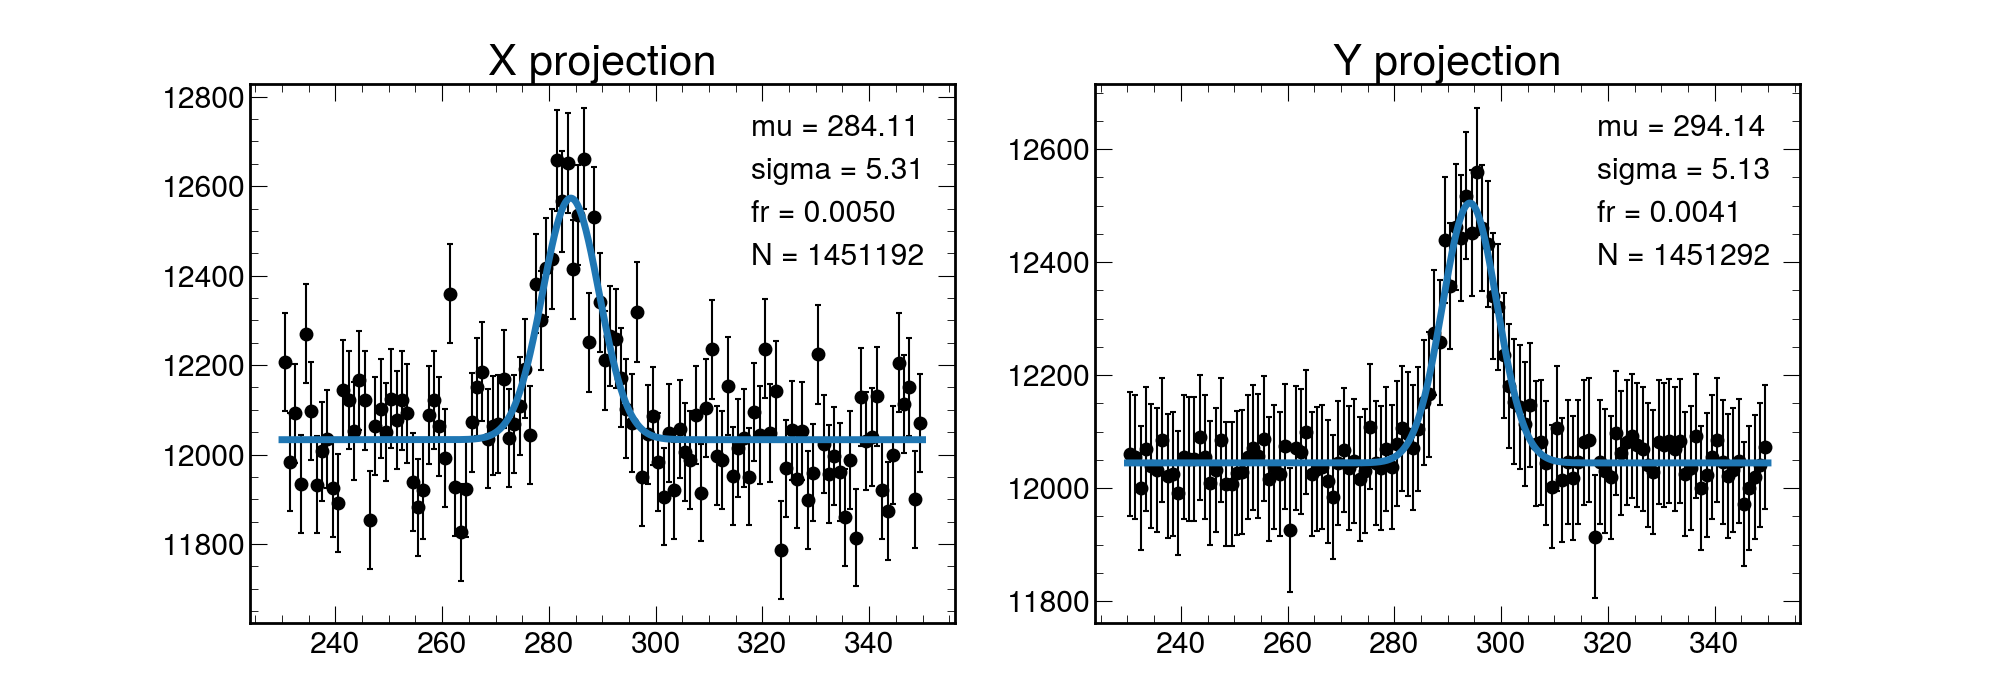 X projection
12800
12600
12400
12200
12000
11800
240 260 280 300 320 340
mu = 284.11
sigma = 5.31
fr = 0.0050
N = 1451192
Y projection
12600
12400
12200
12000
11800
240 260 280 300 320 340
mu = 294.14
sigma = 5.13
fr = 0.0041
N = 1451292